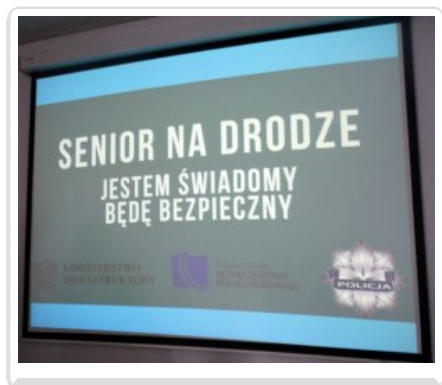 SENIOR NA DRODZE
JESTEM ŚWIADOMY
BĘDĘ BEZPIECZNY
MINISTERSTWO
INFRASTRUKTURY
POLICJA